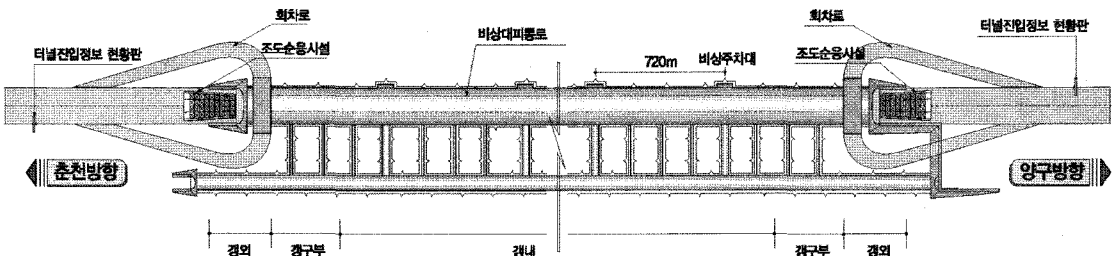 회차로
터널진입정보 현황판
조도순응시설
비상대피통로
720m
비상주차대
회차로
조도순응시설
터널진입정보 현황판
춘천방향
양구방향
갱외
갱구부
갱내
갱구부
갱외